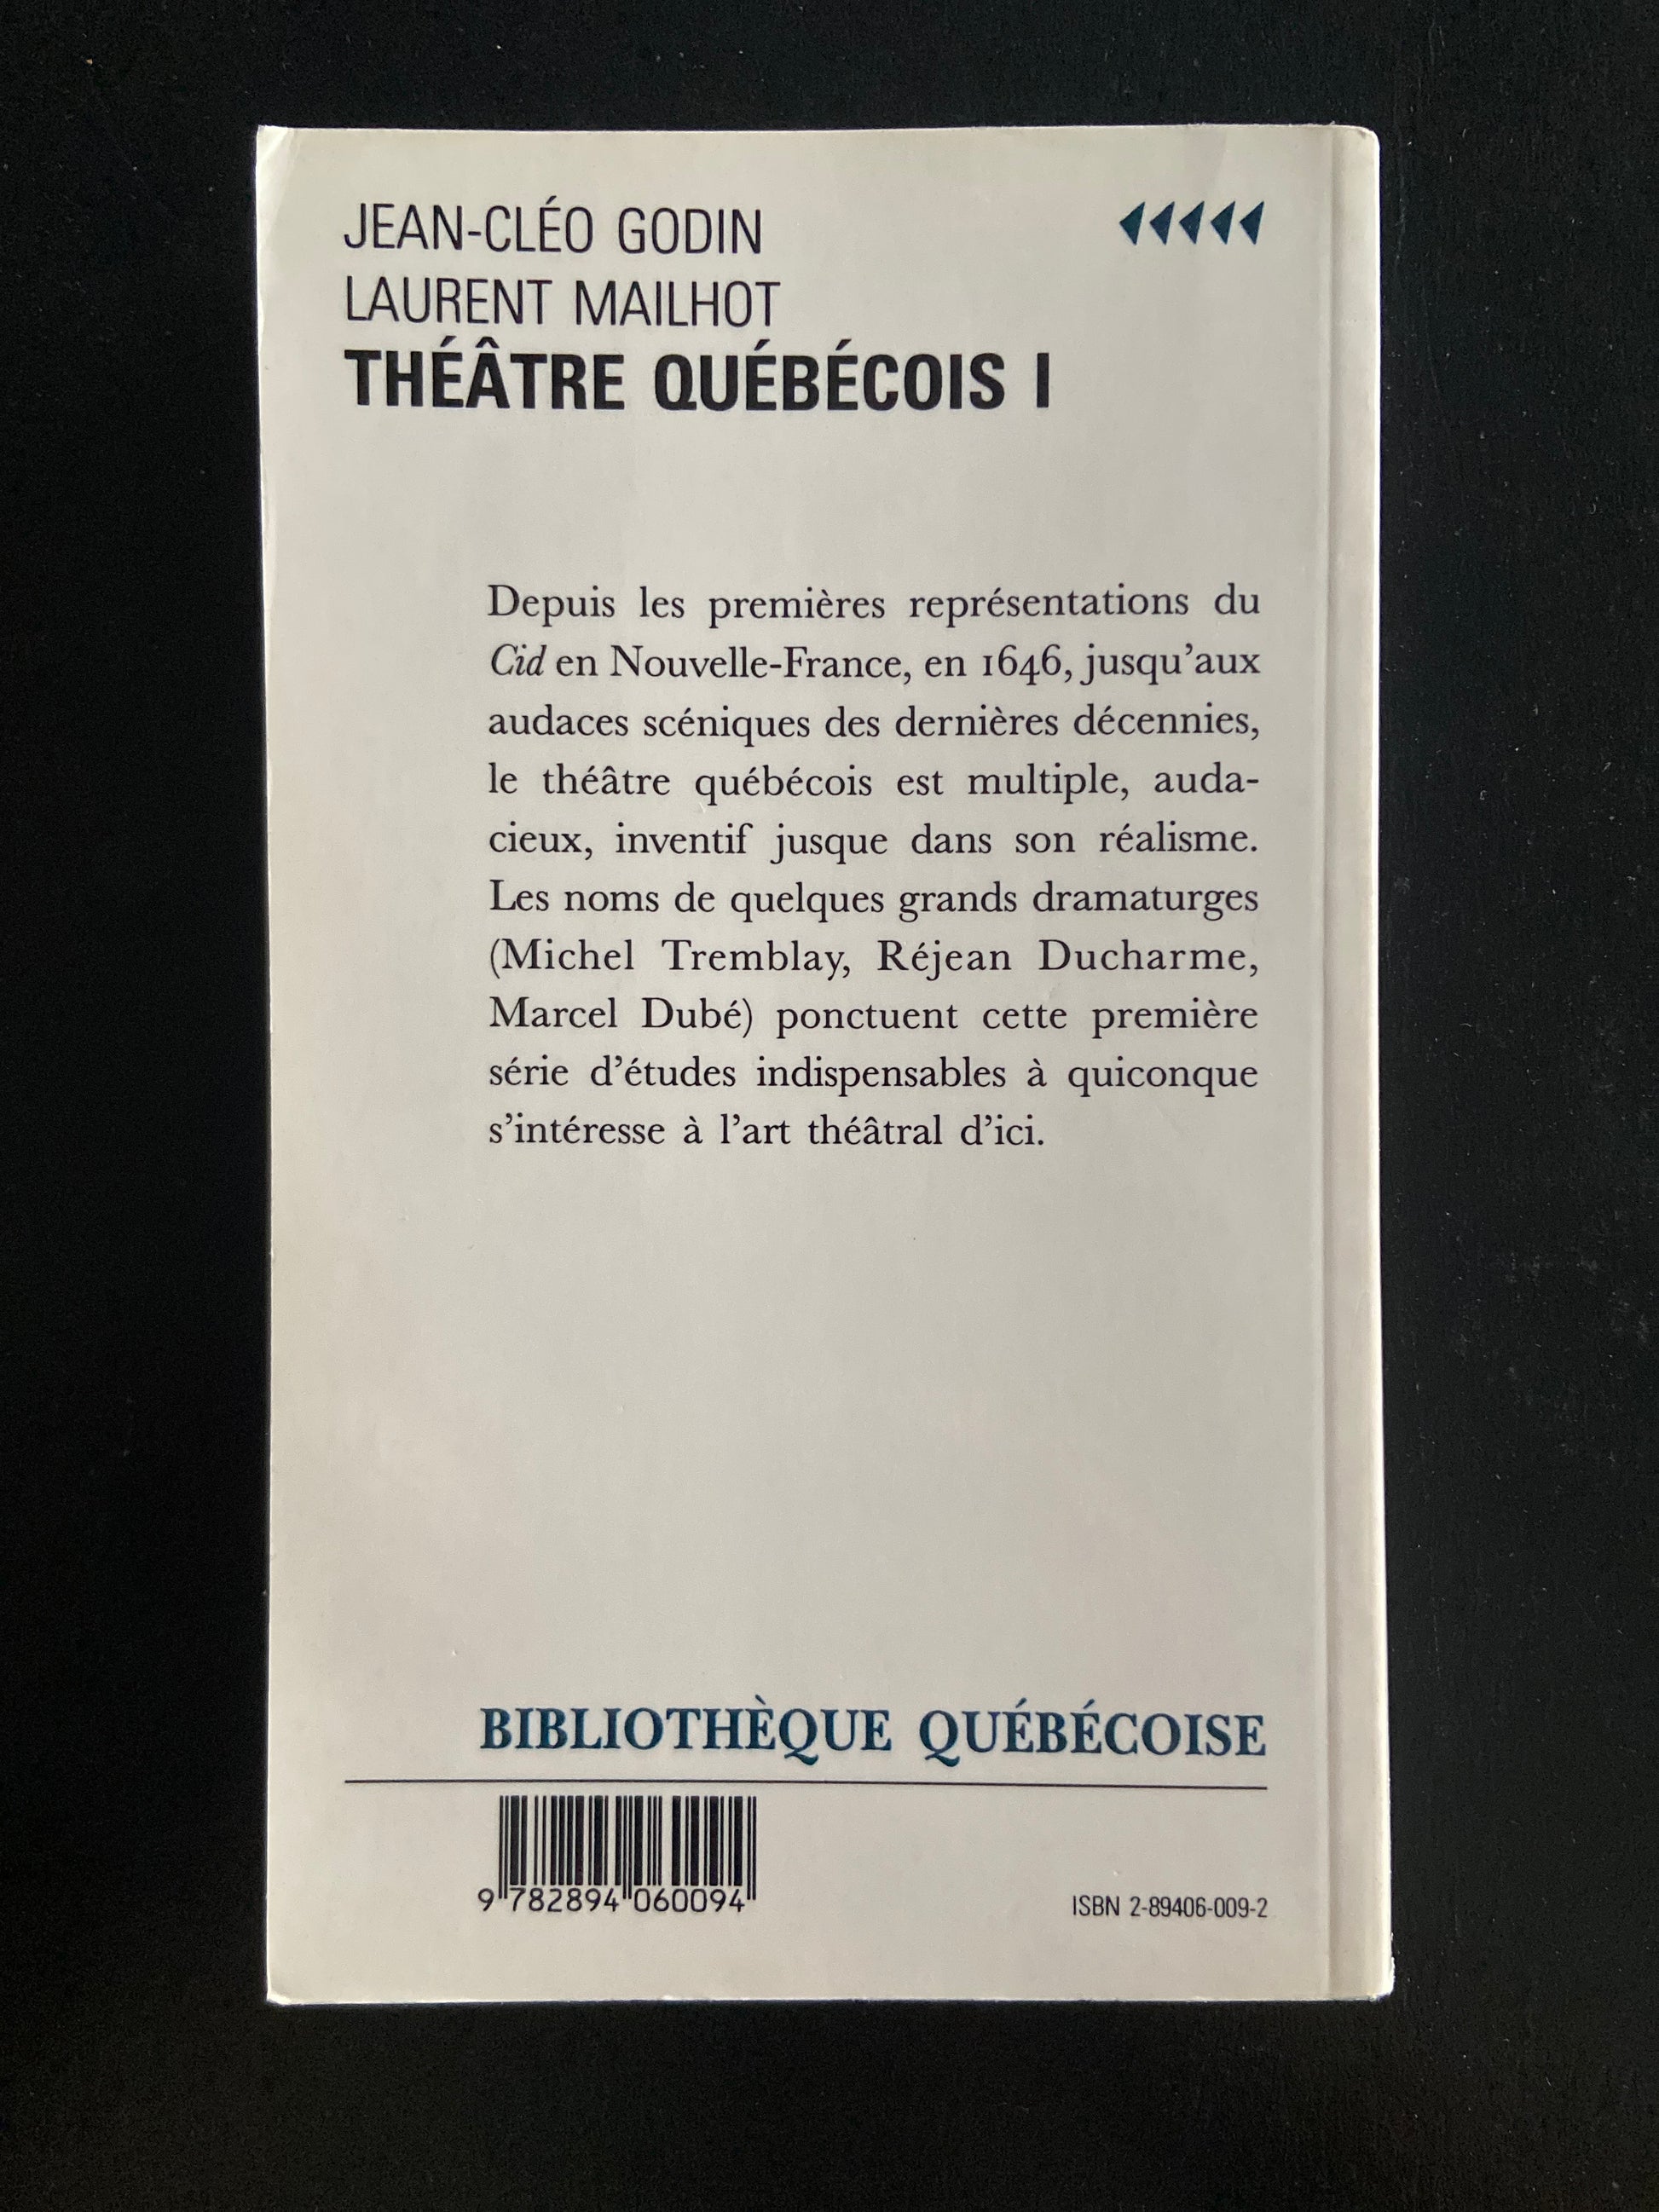 JEAN-CLÉO GODIN
LAURENT MAILHOT
THÉÂTRE QUÉBÉCOIS I
Depuis les premières représentations du
Cid en Nouvelle-France, en 1646, jusqu’aux
audaces scéniques des dernières décennies,
le théâtre québécois est multiple, auda-
cieux, inventif jusque dans son réalisme.
Les noms de quelques grands dramaturges
(Michel Tremblay, Réjean Ducharme,
Marcel Dubé) ponctuent cette première
série d’études indispensables à quiconque
s’intéresse à l’art théâtral d’ici.
BIBLIOTHÈQUE QUÉBÉCOISE
9 782894 060094
ISBN 2-89406-009-2